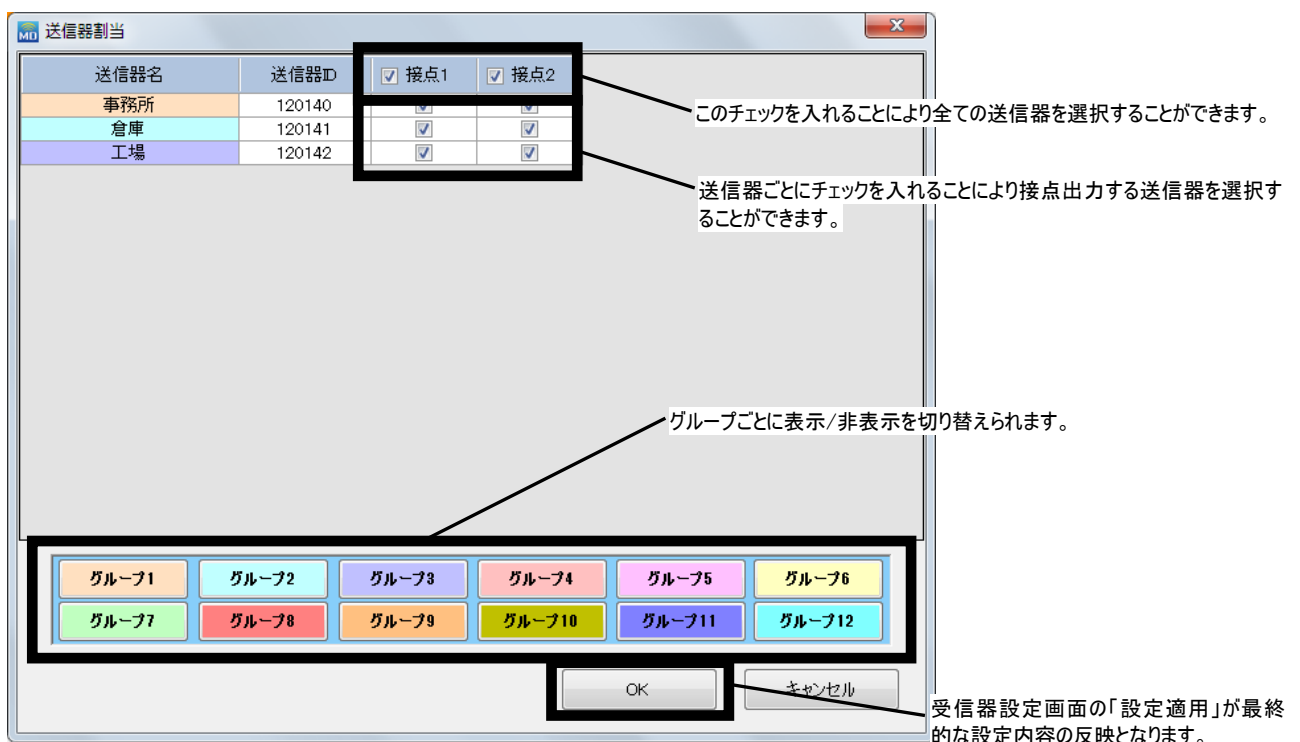 MD 送信器割当
送信器名 送信器ID 接点1 接点2
事務所 120140
倉庫 120141
工場 120142
このチェックを入れることにより全ての送信器を選択することができます。
送信器ごとにチェックを入れることにより接点出力する送信器を選択す
ることができます。
グループごとに表示/非表示を切り替えられます。
グループ1 グループ2 グループ3 グループ4 グループ5 グループ6
グループ7 グループ8 グループ9 グループ10 グループ11 グループ12
OK キャンセル
受信器設定画面の「設定適用」が最終
的な設定内容の反映となります。